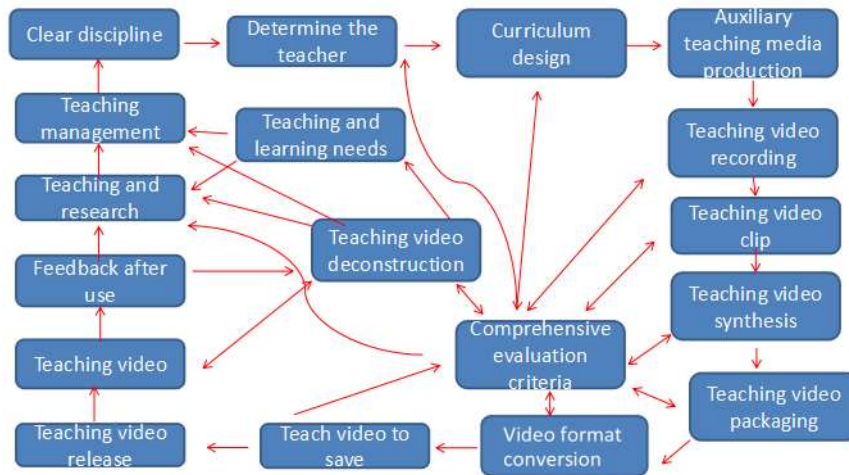 Clear discipline
Determine the
teacher
Curriculum
design
Auxiliary
teaching media
production
Teaching
management
Teaching and
learning needs
Teaching video
recording
Teaching and
research
Teaching video
deconstruction
Teaching video
clip
Feedback after
use
Teaching video
synthesis
Comprehensive
evaluation
criteria
Teaching video
Teaching video
packaging
Teaching video
release
Teach video to
save
Video format
conversion